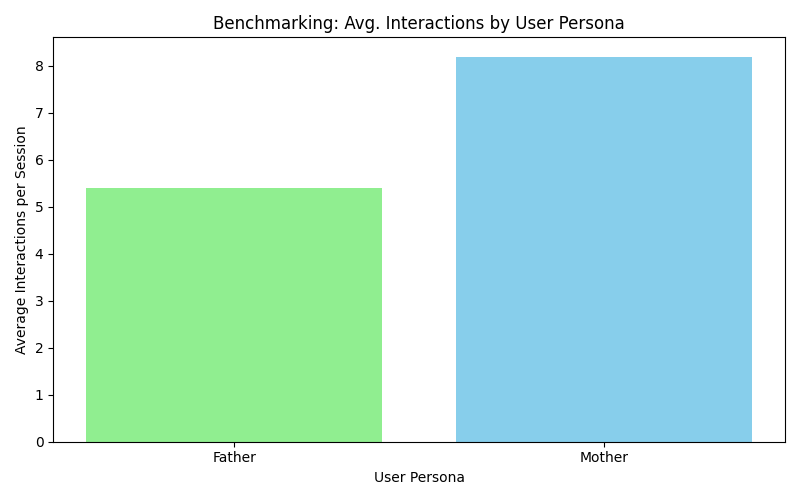 Benchmarking: Avg. Interactions by User Persona
Average Interactions per Session
8
7
6
5
4
3
2
1
0
Father
Mother
User Persona